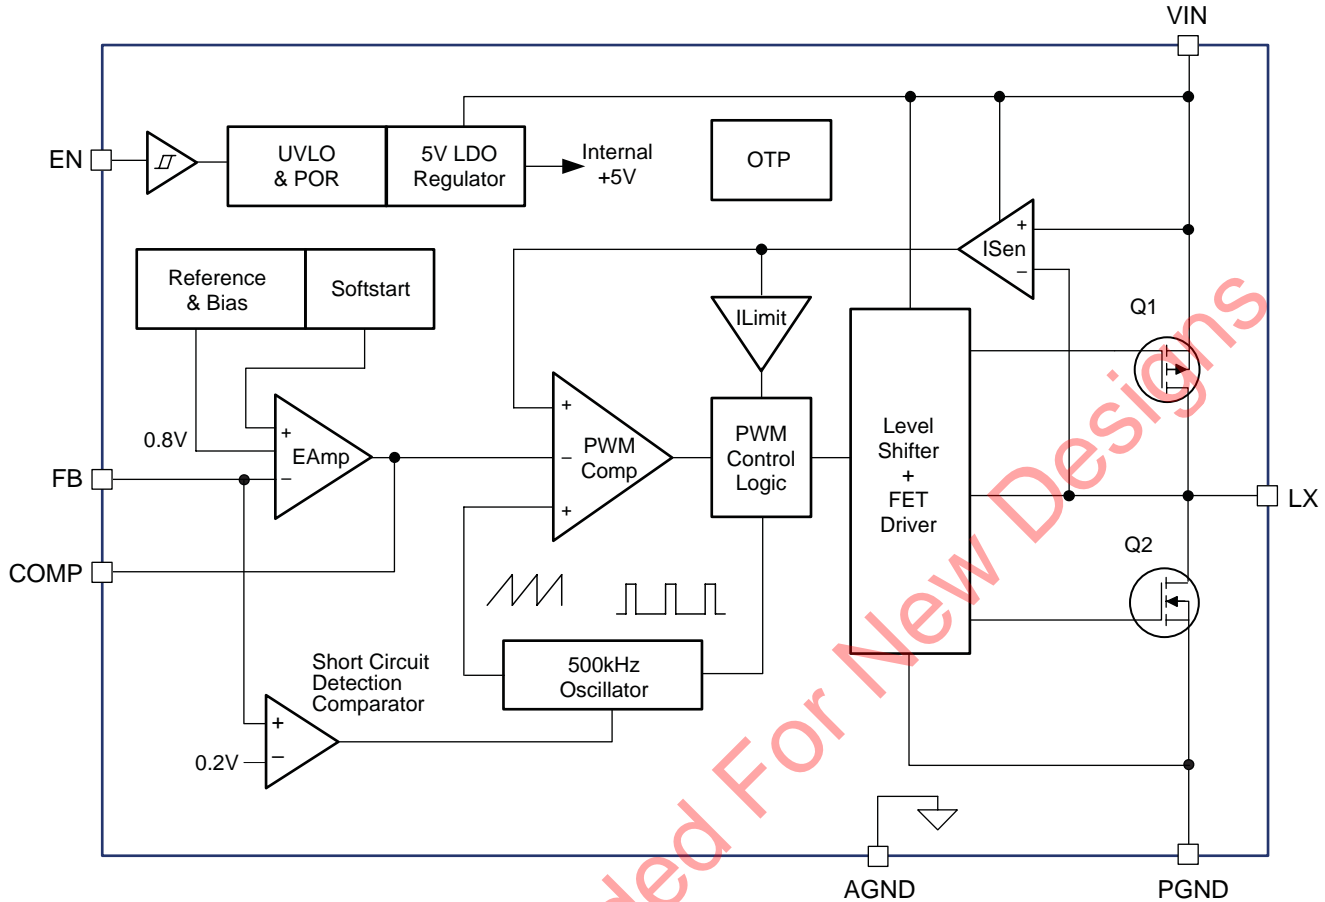 VIN
EN
UVLO
& POR
5V LDO
Regulator
Internal
+5V
OTP
+
ISen
−
Reference
& Bias
Softstart
ILimit
Q1
0.8V
+
EAmp
−
FB
+
−
PWM
Comp
+
PWM
Control
Logic
Level
Shifter
+
FET
Driver
LX
COMP
Q2
Short Circuit
Detection
Comparator
500kHz
Oscillator
+
−
0.2V
AGND
PGND
ded For New Designs